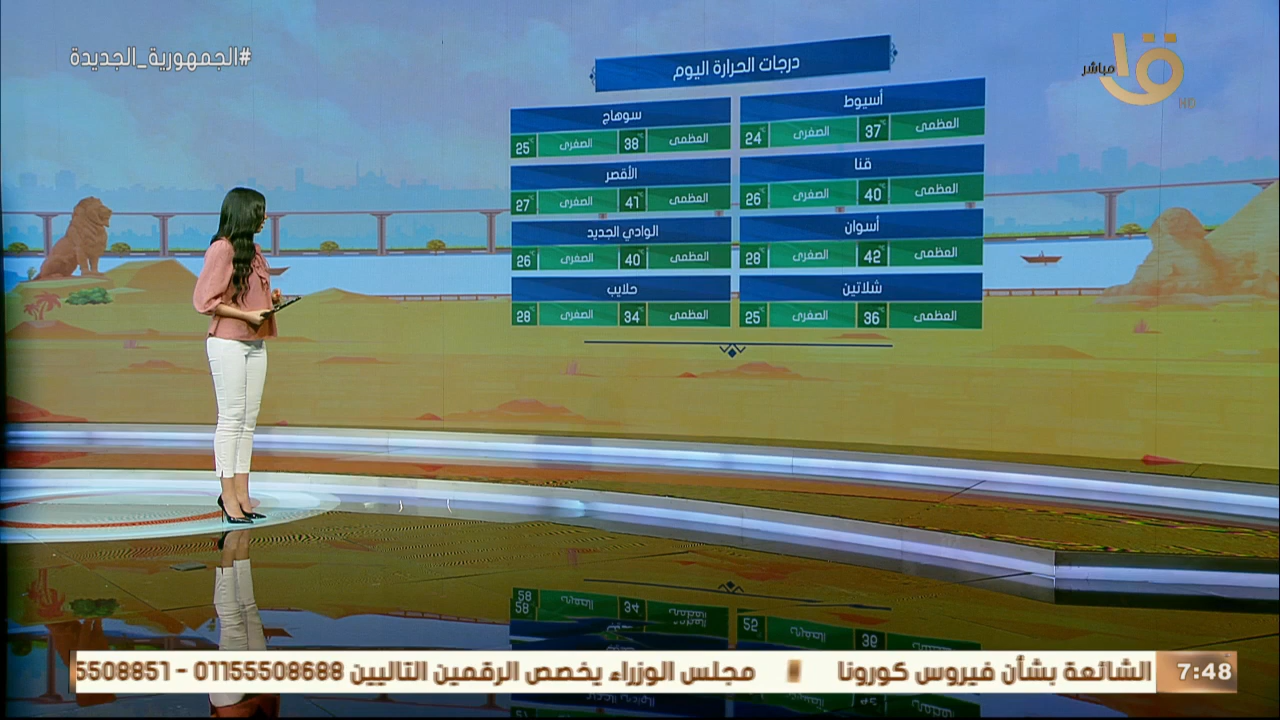 #الجمهورية_الجديدة
مباشر
HD
درجات الحرارة اليوم
أسيوط
العظمى 37 الصغرى 24
سوهاج
العظمى 38 الصغرى 25
قنا
العظمى 40 الصغرى 26
الأقصر
العظمى 41 الصغرى 27
أسوان
العظمى 42 الصغرى 28
الوادي الجديد
العظمى 40 الصغرى 26
شلاتين
العظمى 36 الصغرى 25
حلايب
العظمى 34 الصغرى 28
7:48
الشائعة بشأن فيروس كورونا
مجلس الوزراء يخصص الرقمين التاليين 01155508688 - 5508851